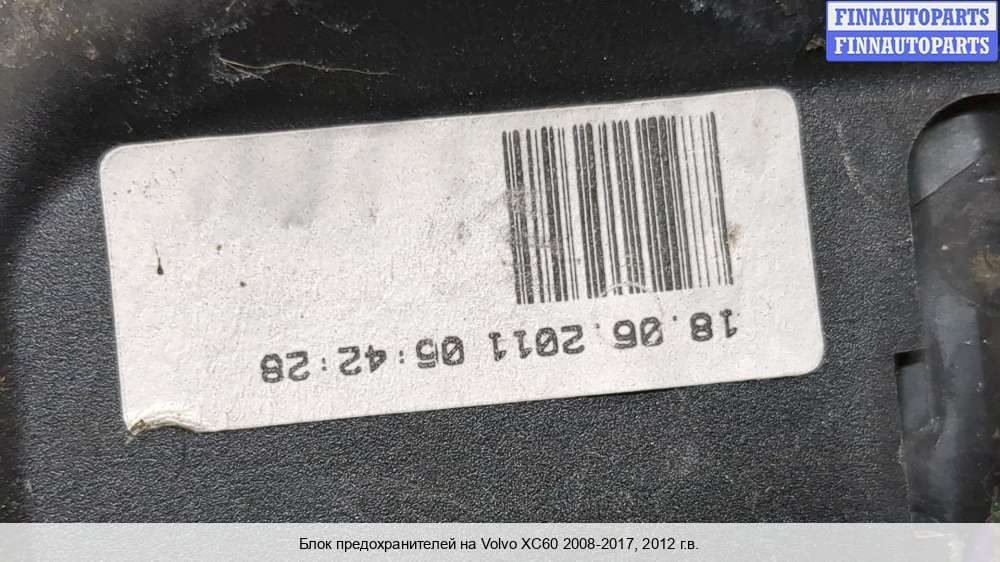 FINNAUTOPARTS
FINNAUTOPARTS
18.06.2011 05:42:28
Блок предохранителей на Volvo XC60 2008-2017, 2012 г.в.